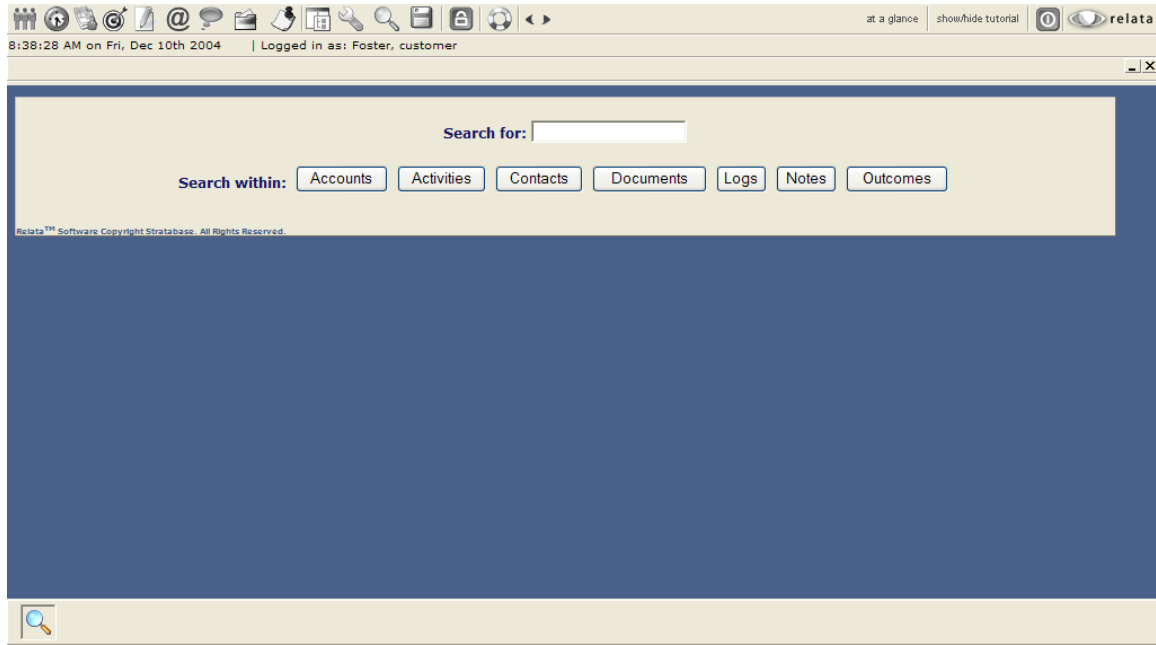 at a glance show/hide tutorial relata
8:38:28 AM on Fri, Dec 10th 2004 | Logged in as: Foster, customer
Search for:
Search within: Accounts Activities Contacts Documents Logs Notes Outcomes
Relata™ Software Copyright Stratabase. All Rights Reserved.